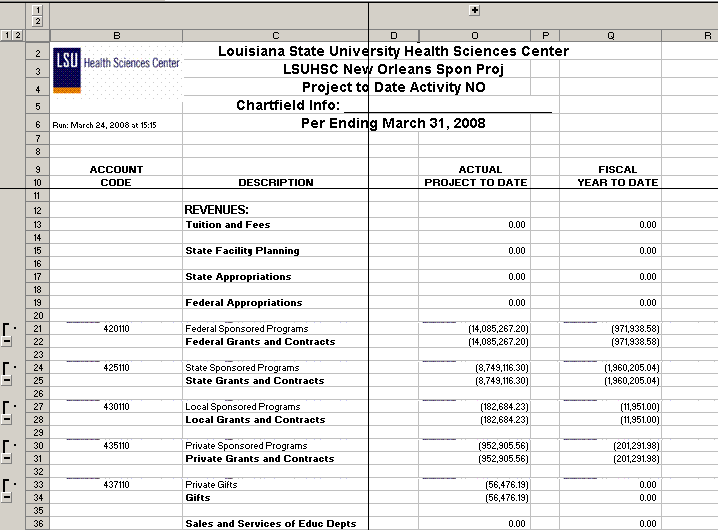 1
2
1 2 B C D O P Q R
2 Louisiana State University Health Sciences Center
LSU Health Sciences Center
3 LSUHSC New Orleans Spon Proj
4 Project to Date Activity NO
5 Chartfield Info: ____________________
6 Run: March 24, 2008 at 15:15 Per Ending March 31, 2008
7
8
9 ACCOUNT ACTUAL FISCAL
10 CODE DESCRIPTION PROJECT TO DATE YEAR TO DATE
11
12 REVENUES:
13 Tuition and Fees 0.00 0.00
14
15 State Facility Planning 0.00 0.00
16
17 State Appropriations 0.00 0.00
18
19 Federal Appropriations 0.00 0.00
20
21 420110 Federal Sponsored Programs (14,085,267.20) (971,938.58)
22 Federal Grants and Contracts (14,085,267.20) (971,938.58)
23
24 425110 State Sponsored Programs (8,749,116.30) (1,960,205.04)
25 State Grants and Contracts (8,749,116.30) (1,960,205.04)
26
27 430110 Local Sponsored Programs (182,684.23) (11,951.00)
28 Local Grants and Contracts (182,684.23) (11,951.00)
29
30 435110 Private Sponsored Programs (952,905.56) (201,291.98)
31 Private Grants and Contracts (952,905.56) (201,291.98)
32
33 437110 Private Gifts (56,476.19) 0.00
34 Gifts (56,476.19) 0.00
35
36 Sales and Services of Educ Depts 0.00 0.00